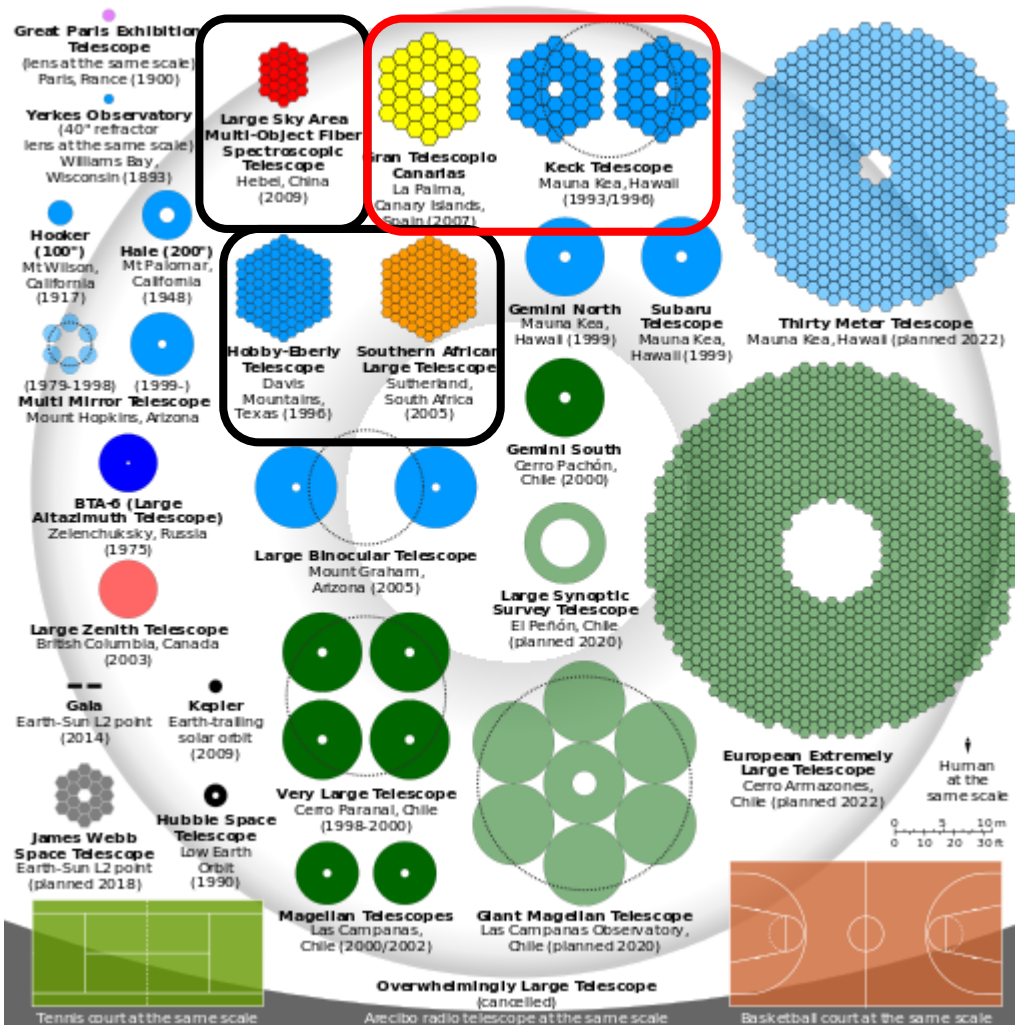 Great Paris Exhibition
Telescope
(lens at the same scale)
Paris, France (1900)
Yerkes Observatory
(40" refractor
lens at the same scale)
Williams Bay,
Wisconsin (1893)
Hooker
(100")
Mt Wilson,
California
(1917)
Hale (200")
Mt Palomar,
California
(1948)
(1979-1998) (1999-)
Multi Mirror Telescope
Mount Hopkins, Arizona
BTA-6 (Large
Altazimuth Telescope)
Zelenchuksky, Russia
(1975)
Large Zenith Telescope
British Columbia, Canada
(2003)
Gaia
Earth-Sun L2 point
(2014)
Kepler
Earth-trailing
solar orbit
(2009)
James Webb
Space Telescope
Earth-Sun L2 point
(planned 2018)
Hubble Space
Telescope
Low Earth
Orbit
(1990)
Large Sky Area
Multi-Object Fiber
Spectroscopic
Telescope
Hebei, China
(2009)
Gran Telescopio
Canarias
La Palma,
Canary Islands,
Spain (2007)
Keck Telescope
Mauna Kea, Hawaii
(1993/1996)
Hobby-Eberly
Telescope
Davis
Mountains,
Texas (1996)
Southern African
Large Telescope
Sutherland,
South Africa
(2005)
Gemini North
Mauna Kea,
Hawaii (1999)
Subaru
Telescope
Mauna Kea,
Hawaii (1999)
Thirty Meter Telescope
Mauna Kea, Hawaii (planned 2022)
Gemini South
Cerro Pachón,
Chile (2000)
Large Binocular Telescope
Mount Graham,
Arizona (2005)
Large Synoptic
Survey Telescope
El Peñón, Chile
(planned 2020)
Very Large Telescope
Cerro Paranal, Chile
(1998-2000)
Magellan Telescopes
Las Campanas,
Chile (2000/2002)
Giant Magellan Telescope
Las Campanas Observatory,
Chile (planned 2020)
European Extremely
Large Telescope
Cerro Armazones,
Chile (planned 2022)
Human
at the
same scale
0 5 10 m
0 10 20 30 ft
Overwhelmingly Large Telescope
(cancelled)
Tennis court at the same scale
Arecibo radio telescope at the same scale
Basketball court at the same scale